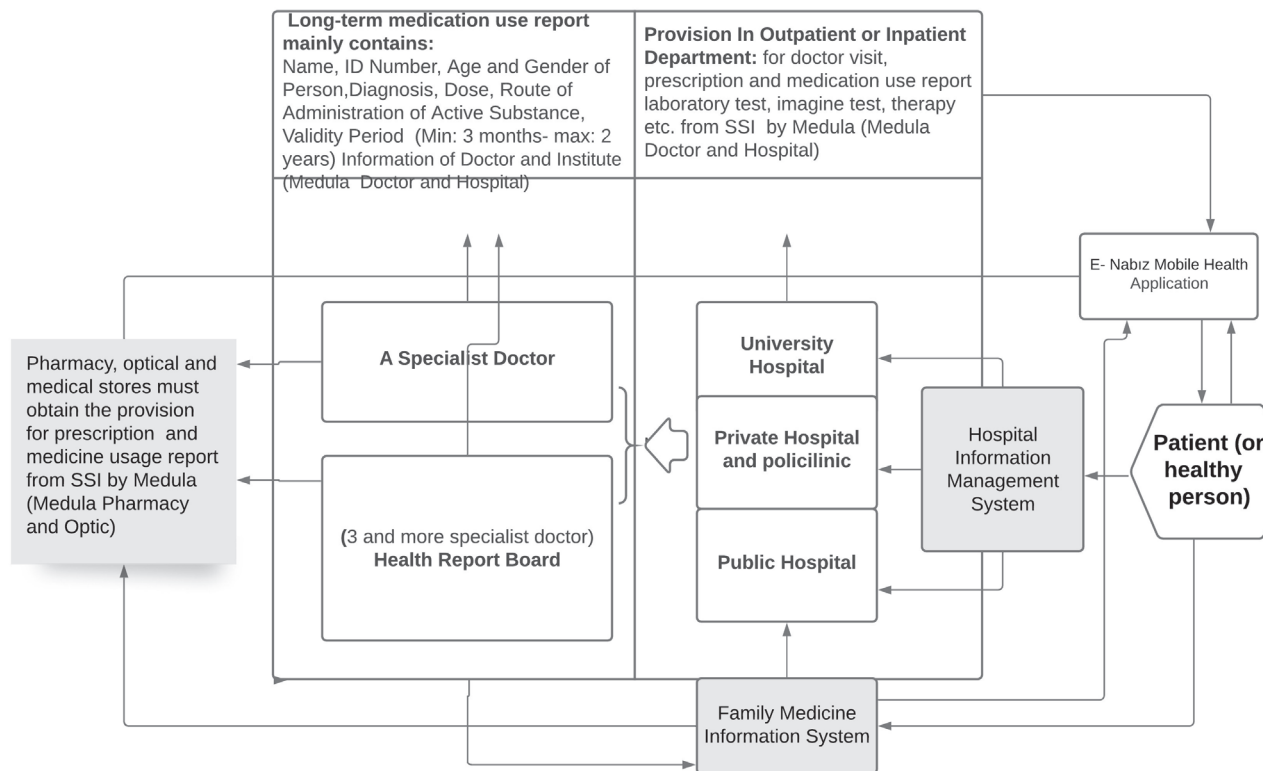 Long-term medication use report
mainly contains:
Name, ID Number, Age and Gender of
Person,Diagnosis, Dose, Route of
Administration of Active Substance,
Validity Period (Min: 3 months- max: 2
years) Information of Doctor and Institute
(Medula Doctor and Hospital)
Provision In Outpatient or Inpatient
Department: for doctor visit,
prescription and medication use report
laboratory test, imagine test, therapy
etc. from SSI by Medula (Medula
Doctor and Hospital)
E- Nabız Mobile Health
Application
Pharmacy, optical and
medical stores must
obtain the provision
for prescription and
medicine usage report
from SSI by Medula
(Medula Pharmacy
and Optic)
A Specialist Doctor
(3 and more specialist doctor)
Health Report Board
University
Hospital
Private Hospital
and policilinic
Public Hospital
Hospital
Information
Management
System
Patient (or
healthy
person)
Family Medicine
Information System